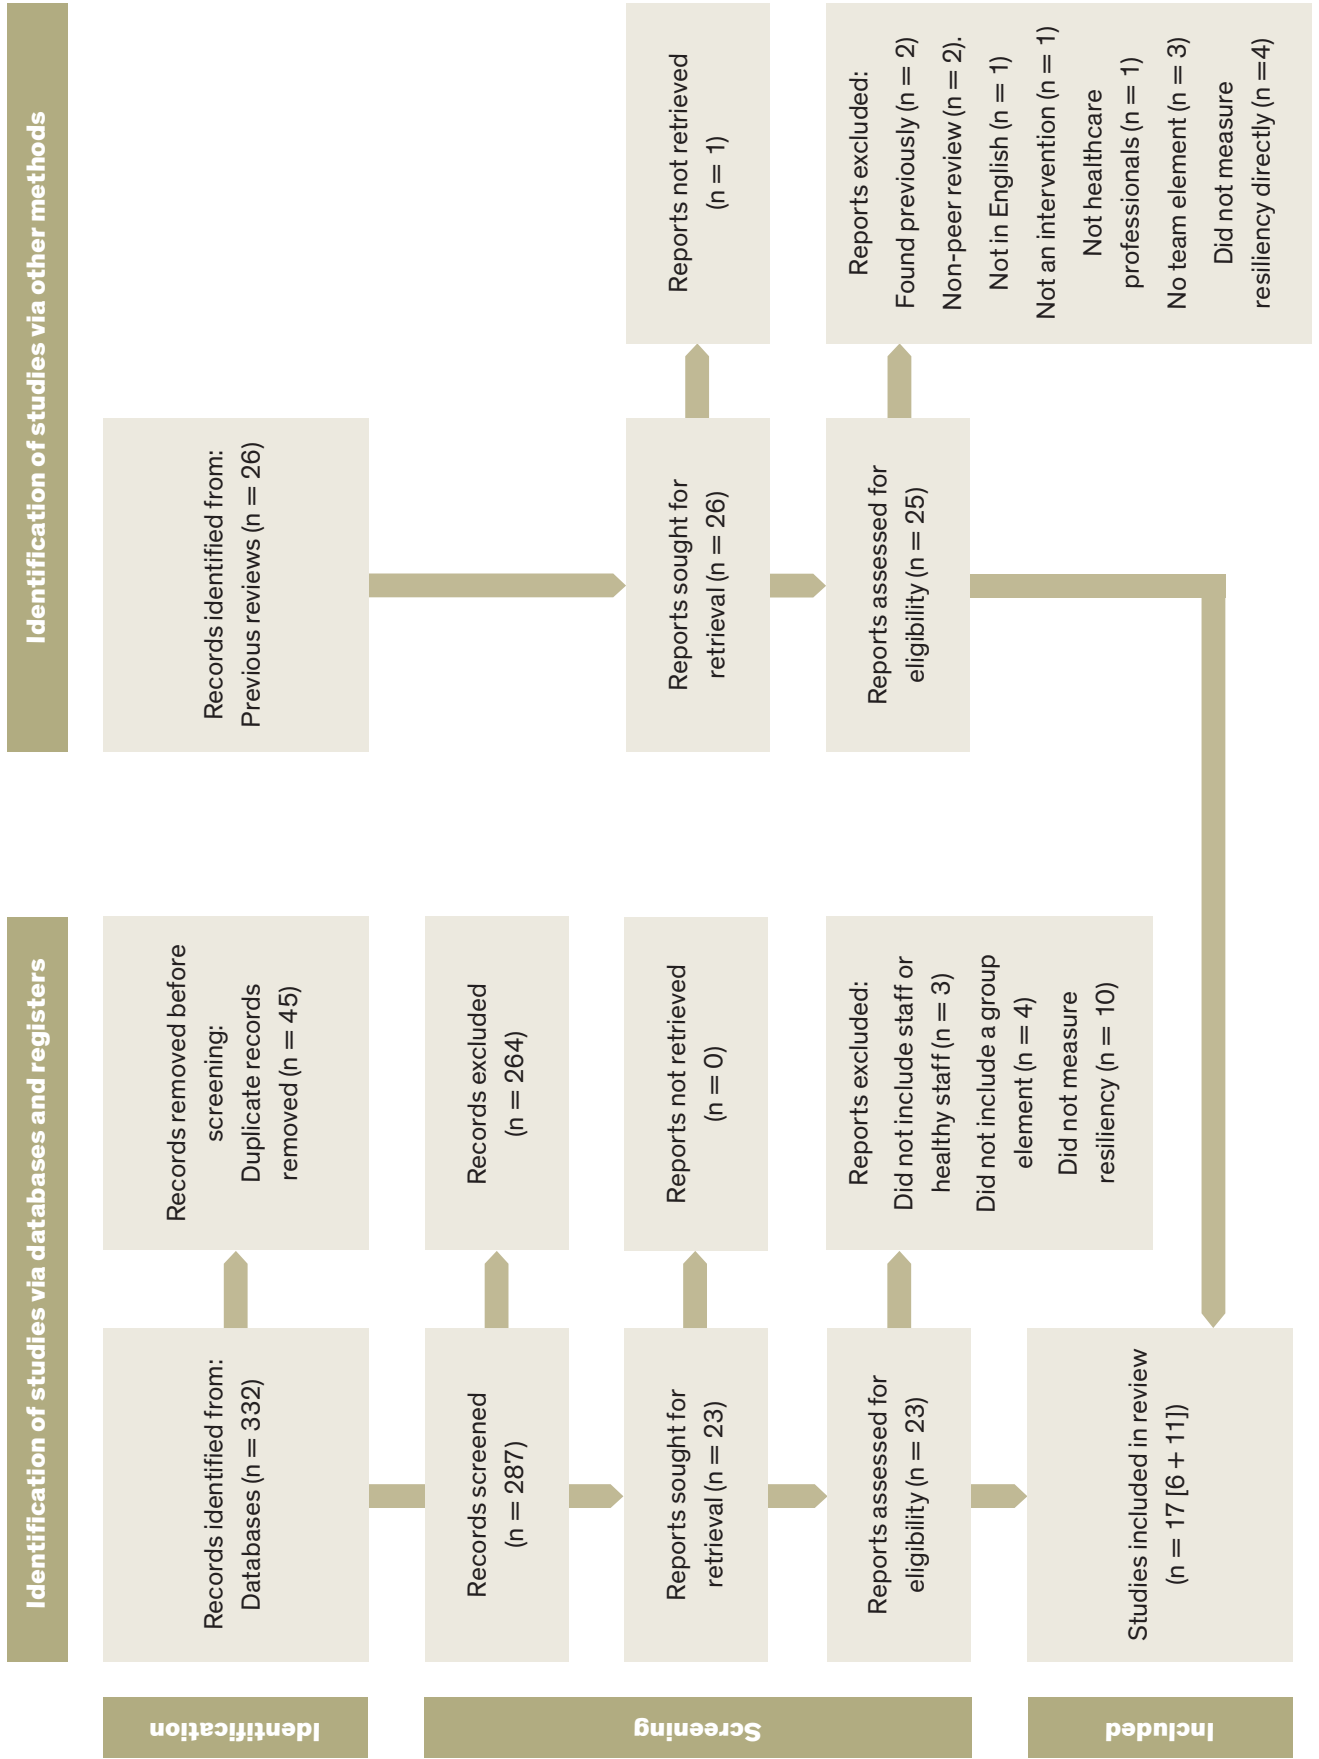 Identification of studies via databases and registers
Identification of studies via other methods
Identification
Records identified from:
Databases (n = 332)
Records removed before
screening:
Duplicate records
removed (n = 45)
Records identified from:
Previous reviews (n = 26)
Screening
Records screened
(n = 287)
Records excluded
(n = 264)
Reports sought for
retrieval (n = 23)
Reports not retrieved
(n = 0)
Reports sought for
retrieval (n = 26)
Reports not retrieved
(n = 1)
Reports assessed for
eligibility (n = 23)
Reports excluded:
Did not include staff or
healthy staff (n = 3)
Did not include a group
element (n = 4)
Did not measure
resiliency (n = 10)
Reports assessed for
eligibility (n = 25)
Reports excluded:
Found previously (n = 2)
Non-peer review (n = 2).
Not in English (n = 1)
Not an intervention (n = 1)
Not healthcare
professionals (n = 1)
No team element (n = 3)
Did not measure
resiliency directly (n =4)
Included
Studies included in review
(n = 17 [6 + 11])